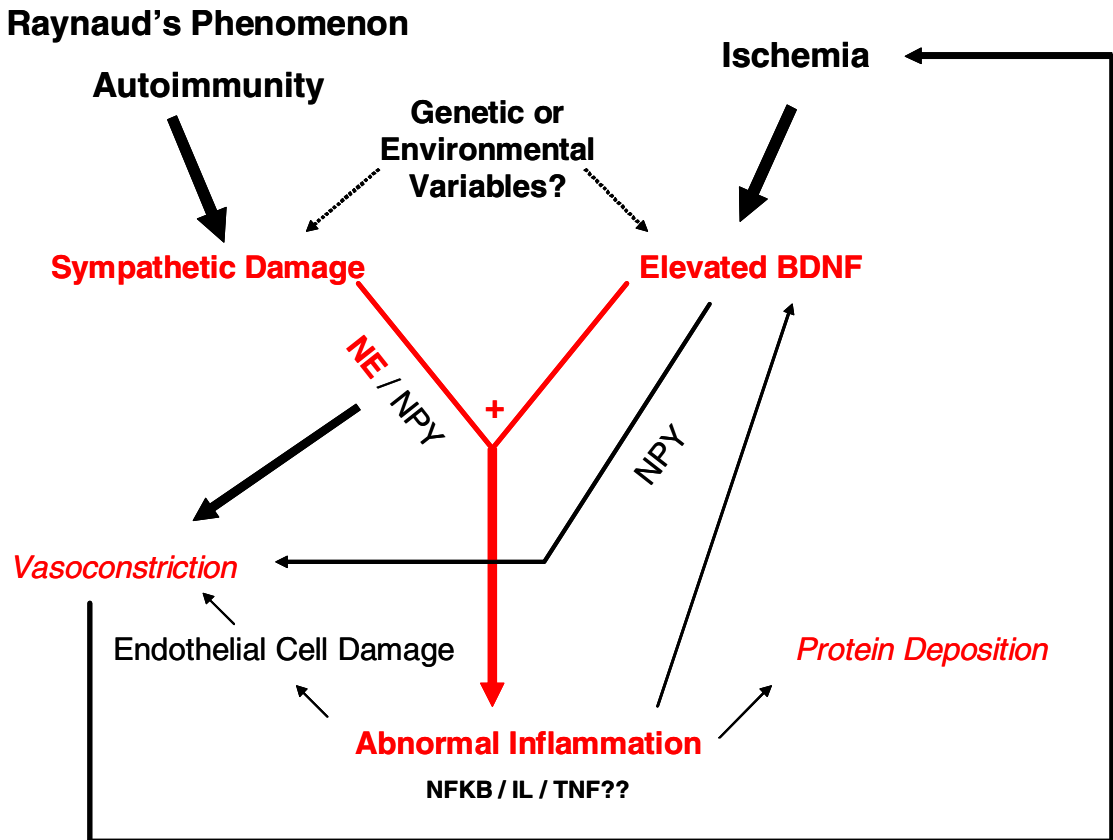 Raynaud's Phenomenon
Ischemia
Autoimmunity
Genetic or
Environmental
Variables?
Sympathetic Damage
Elevated BDNF
NE / NPY
+
NPY
Vasoconstriction
Endothelial Cell Damage
Protein Deposition
Abnormal Inflammation
NFKB / IL / TNF??